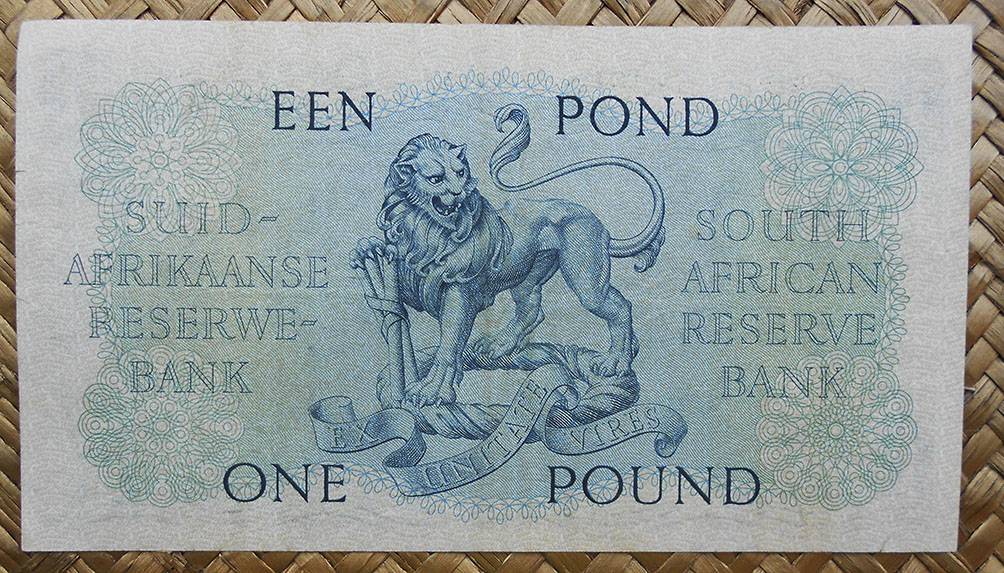 EEN POND
SUID-
AFRIKAANSE
RESERWE-
BANK
SOUTH
AFRICAN
RESERVE
BANK
EX UNITATE VIRES
ONE POUND